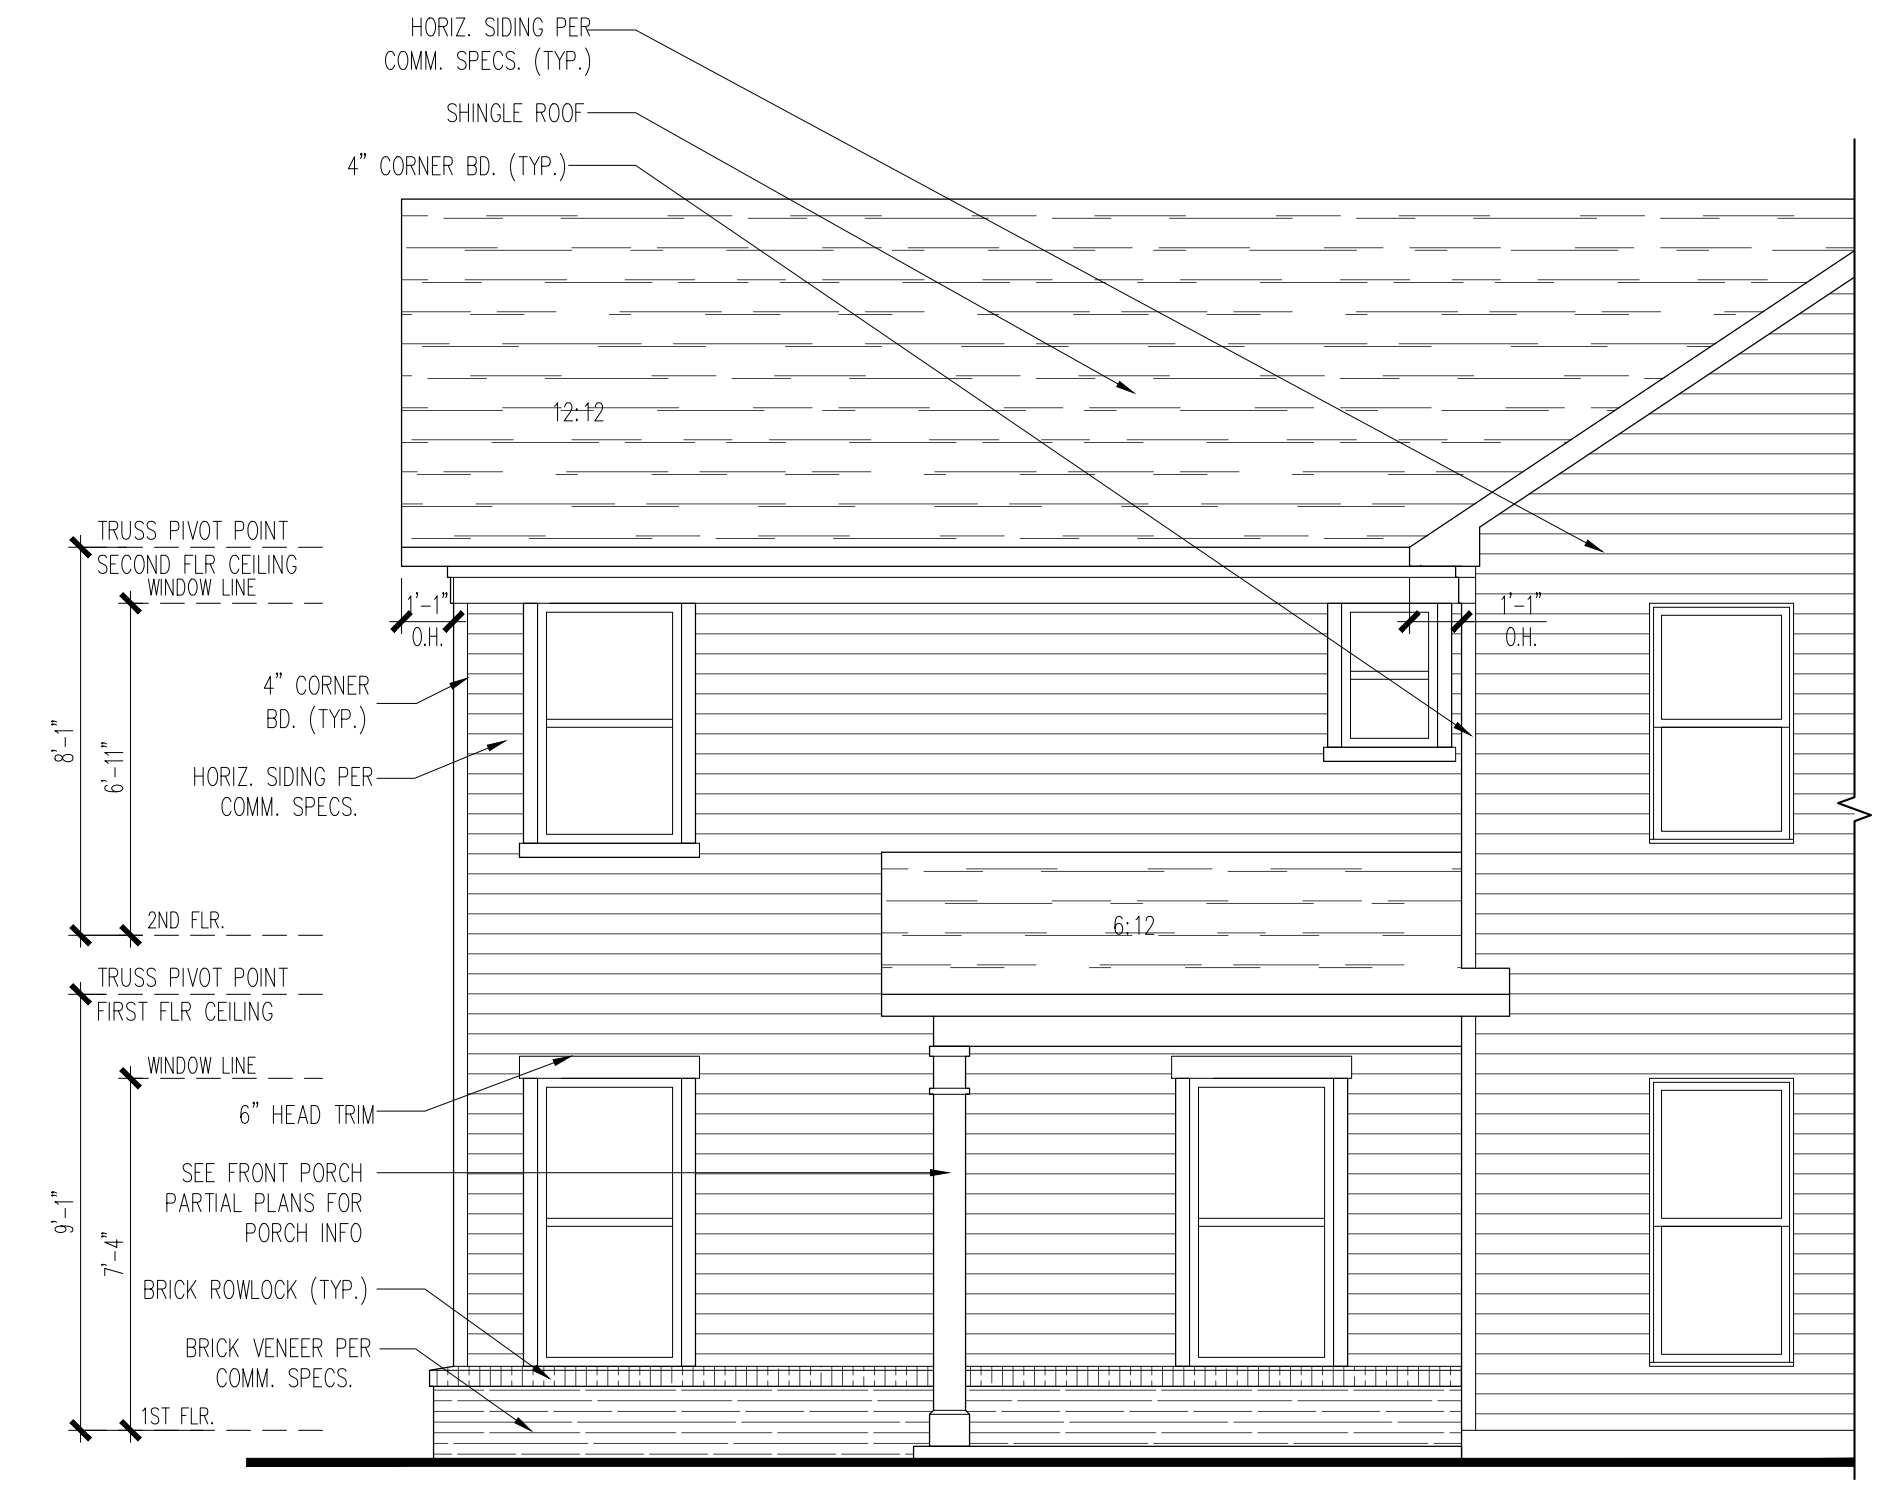 HORIZ. SIDING PER
COMM. SPECS. (TYP.)
SHINGLE ROOF
4" CORNER BD. (TYP.)
12:12
TRUSS PIVOT POINT
SECOND FLR CEILING
WINDOW LINE
1'-1"
O.H.
1'-1"
O.H.
4" CORNER
BD. (TYP.)
8'-1"
6'-11"
HORIZ. SIDING PER
COMM. SPECS.
2ND FLR.
6:12
TRUSS PIVOT POINT
FIRST FLR CEILING
WINDOW LINE
6" HEAD TRIM
SEE FRONT PORCH
PARTIAL PLANS FOR
PORCH INFO
9'-1"
7'-4"
BRICK ROWLOCK (TYP.)
BRICK VENEER PER
COMM. SPECS.
1ST FLR.